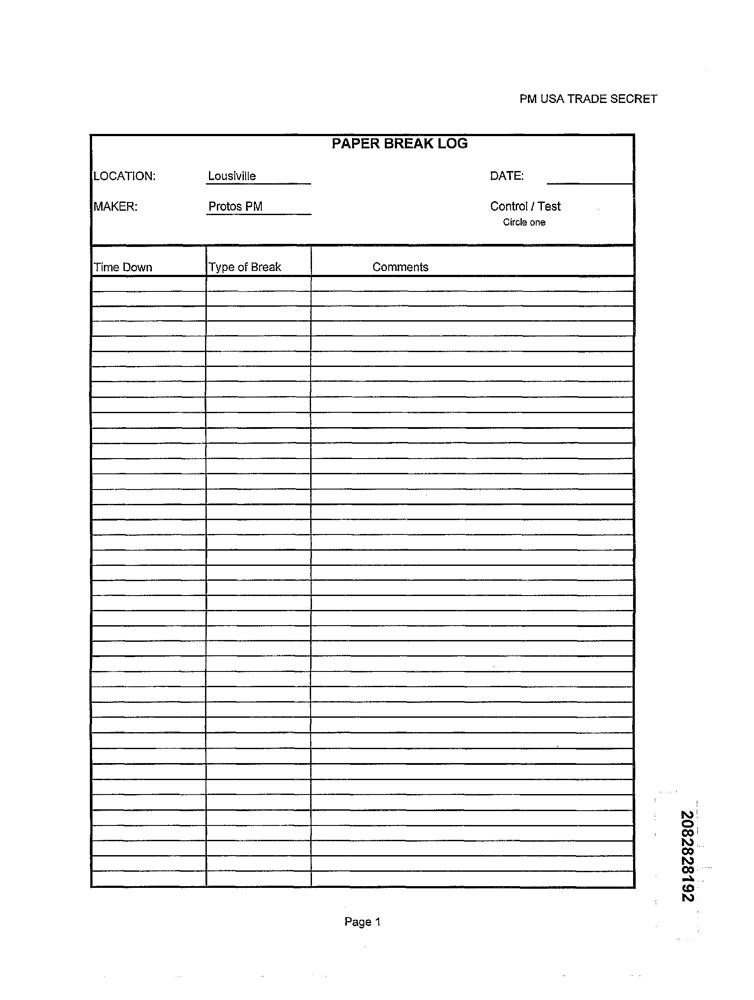 PM USA TRADE SECRET
PAPER BREAK LOG
LOCATION: Lousiville DATE:
MAKER: Protos PM Control / Test
Circle one
Time Down Type of Break Comments
2082828192
Page 1